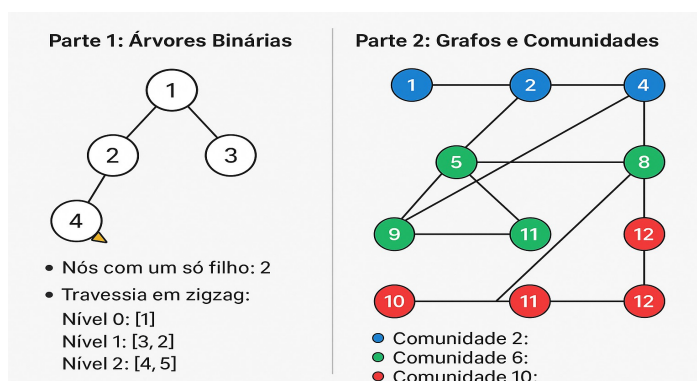 Parte 1: Árvores Binárias
1
2
3
4
• Nós com um só filho: 2
• Travessia em zigzag:
Nível 0: [1]
Nível 1: [3, 2]
Nível 2: [4, 5]
Parte 2: Grafos e Comunidades
1 2 4
5 8
9 11 12
10 11 12
Comunidade 2:
Comunidade 6:
Comunidade 10: